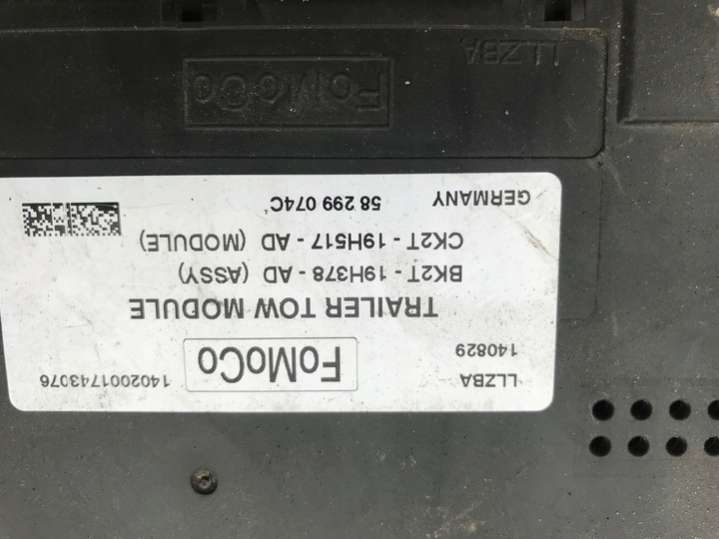 LLZBA 1402001743076
140829
FoMoCo
TRAILER TOW MODULE
BK2T - 19H378 - AD (ASSY)
CK2T - 19H517 - AD (MODULE)
GERMANY 58 299 074C
FoMoCo
LLZBA